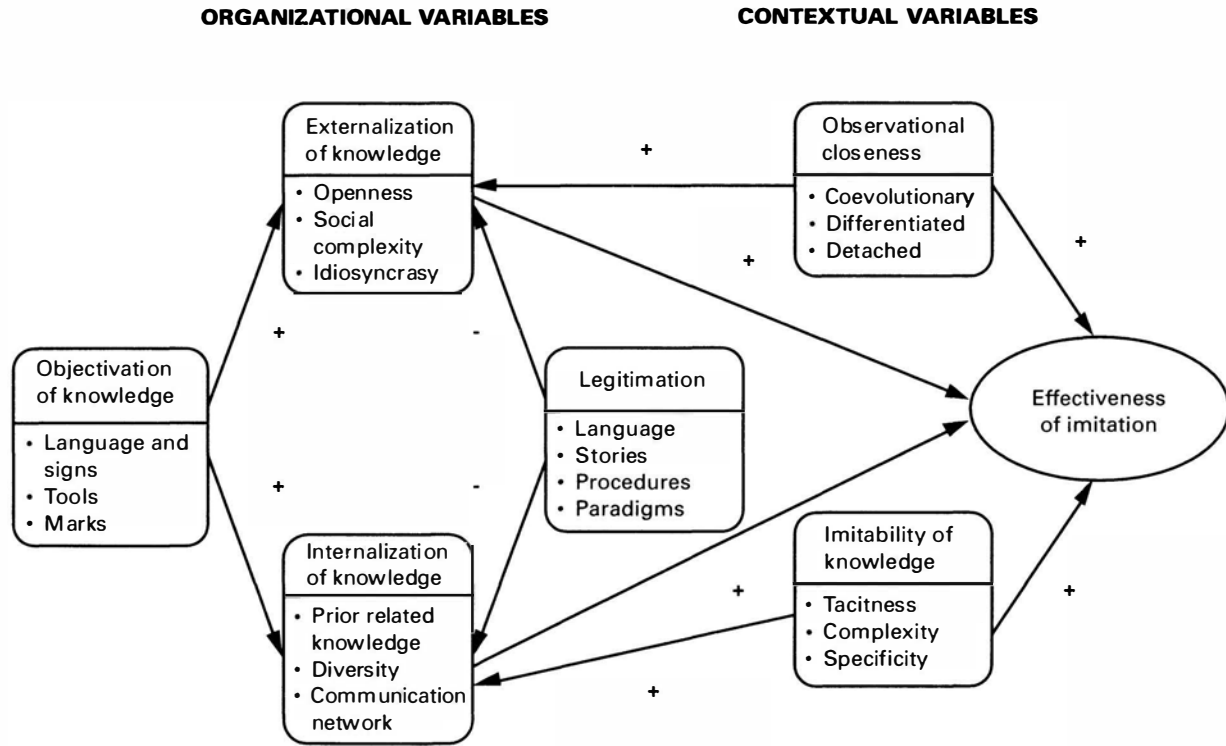 ORGANIZATIONAL VARIABLES
CONTEXTUAL VARIABLES
Externalization
of knowledge
• Openness
• Social
complexity
• Idiosyncrasy
+
Observational
closeness
• Coevolutionary
• Differentiated
• Detached
+
+
+
-
Objectivation
of knowledge
• Language and
signs
• Tools
• Marks
Legitimation
• Language
• Stories
• Procedures
• Paradigms
Effectiveness
of imitation
+
-
Internalization
of knowledge
• Prior related
knowledge
• Diversity
• Communication
network
+
Imitability of
knowledge
• Tacitness
• Complexity
• Specificity
+
+